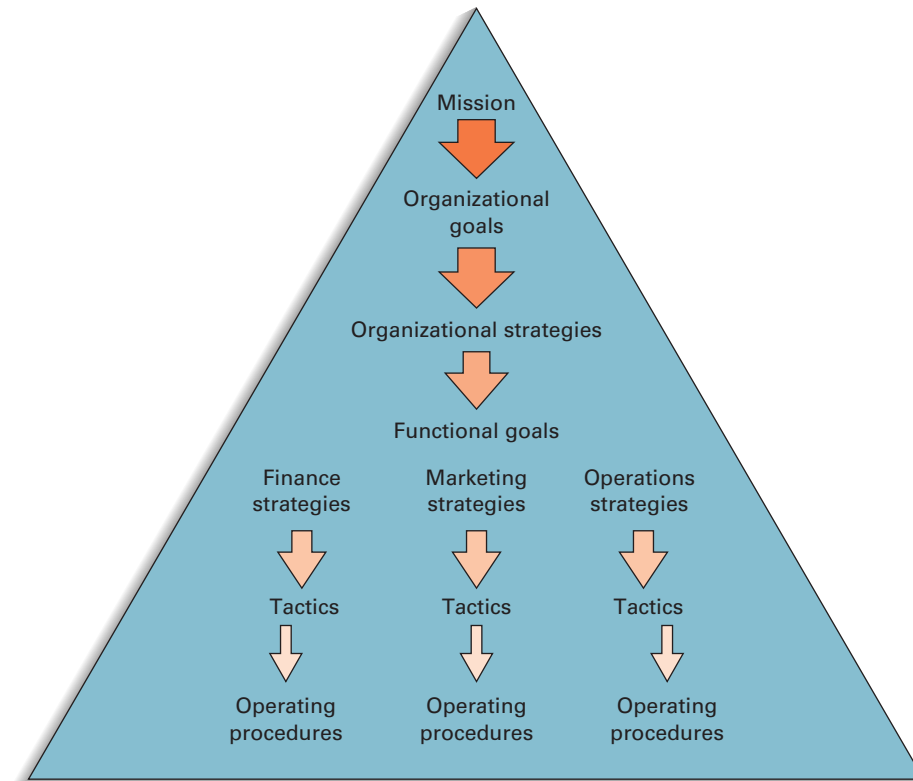 Mission
Organizational
goals
Organizational strategies
Functional goals
Finance
strategies
Marketing
strategies
Operations
strategies
Tactics
Tactics
Tactics
Operating
procedures
Operating
procedures
Operating
procedures